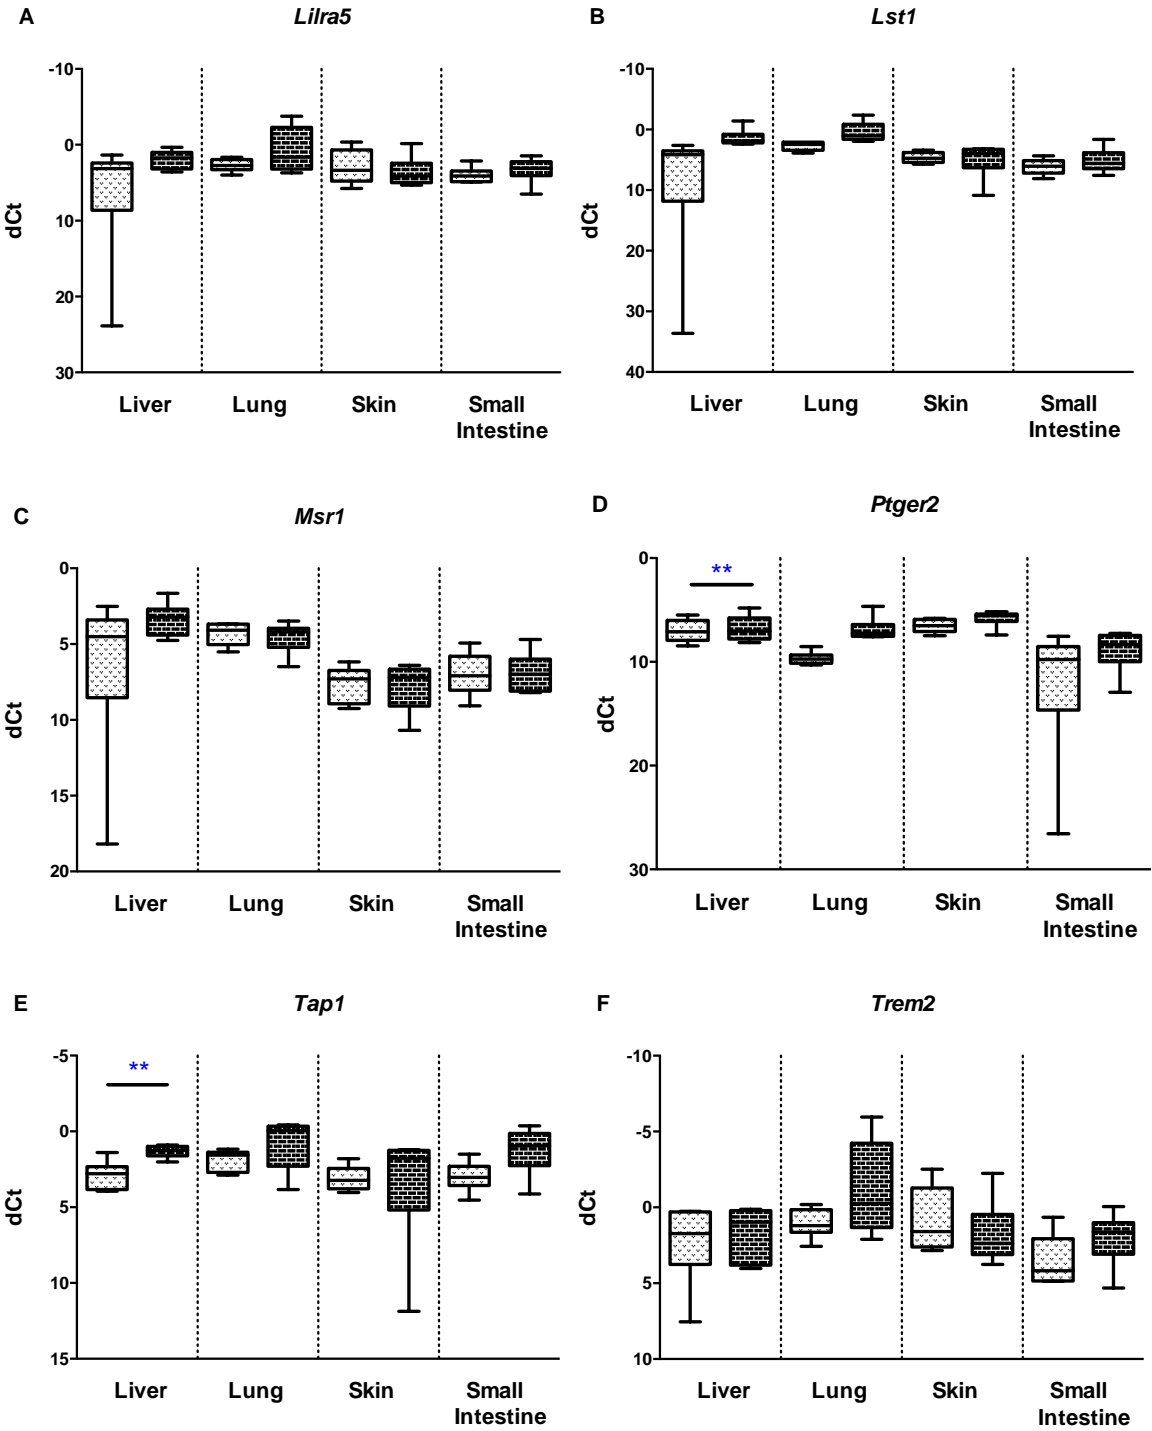 A
Lilra5
-10
0
10
20
30
dCt
Liver
Lung
Skin
Small
Intestine
B
Lst1
-10
0
10
20
30
40
dCt
Liver
Lung
Skin
Small
Intestine
C
Msr1
0
5
10
15
20
dCt
Liver
Lung
Skin
Small
Intestine
D
Ptger2
**
0
10
20
30
dCt
Liver
Lung
Skin
Small
Intestine
E
Tap1
**
-5
0
5
10
15
dCt
Liver
Lung
Skin
Small
Intestine
F
Trem2
-10
-5
0
5
10
dCt
Liver
Lung
Skin
Small
Intestine